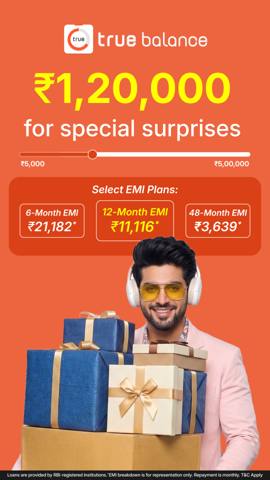 true
true balance
₹1,20,000
for special surprises
₹5,000
₹5,00,000
Select EMI Plans:
6-Month EMI
₹21,182*
12-Month EMI
₹11,116*
48-Month EMI
₹3,639*
Loans are provided by RBI-registered institutions. *EMI breakdown is for representation only. Repayment is monthly. T&C Apply